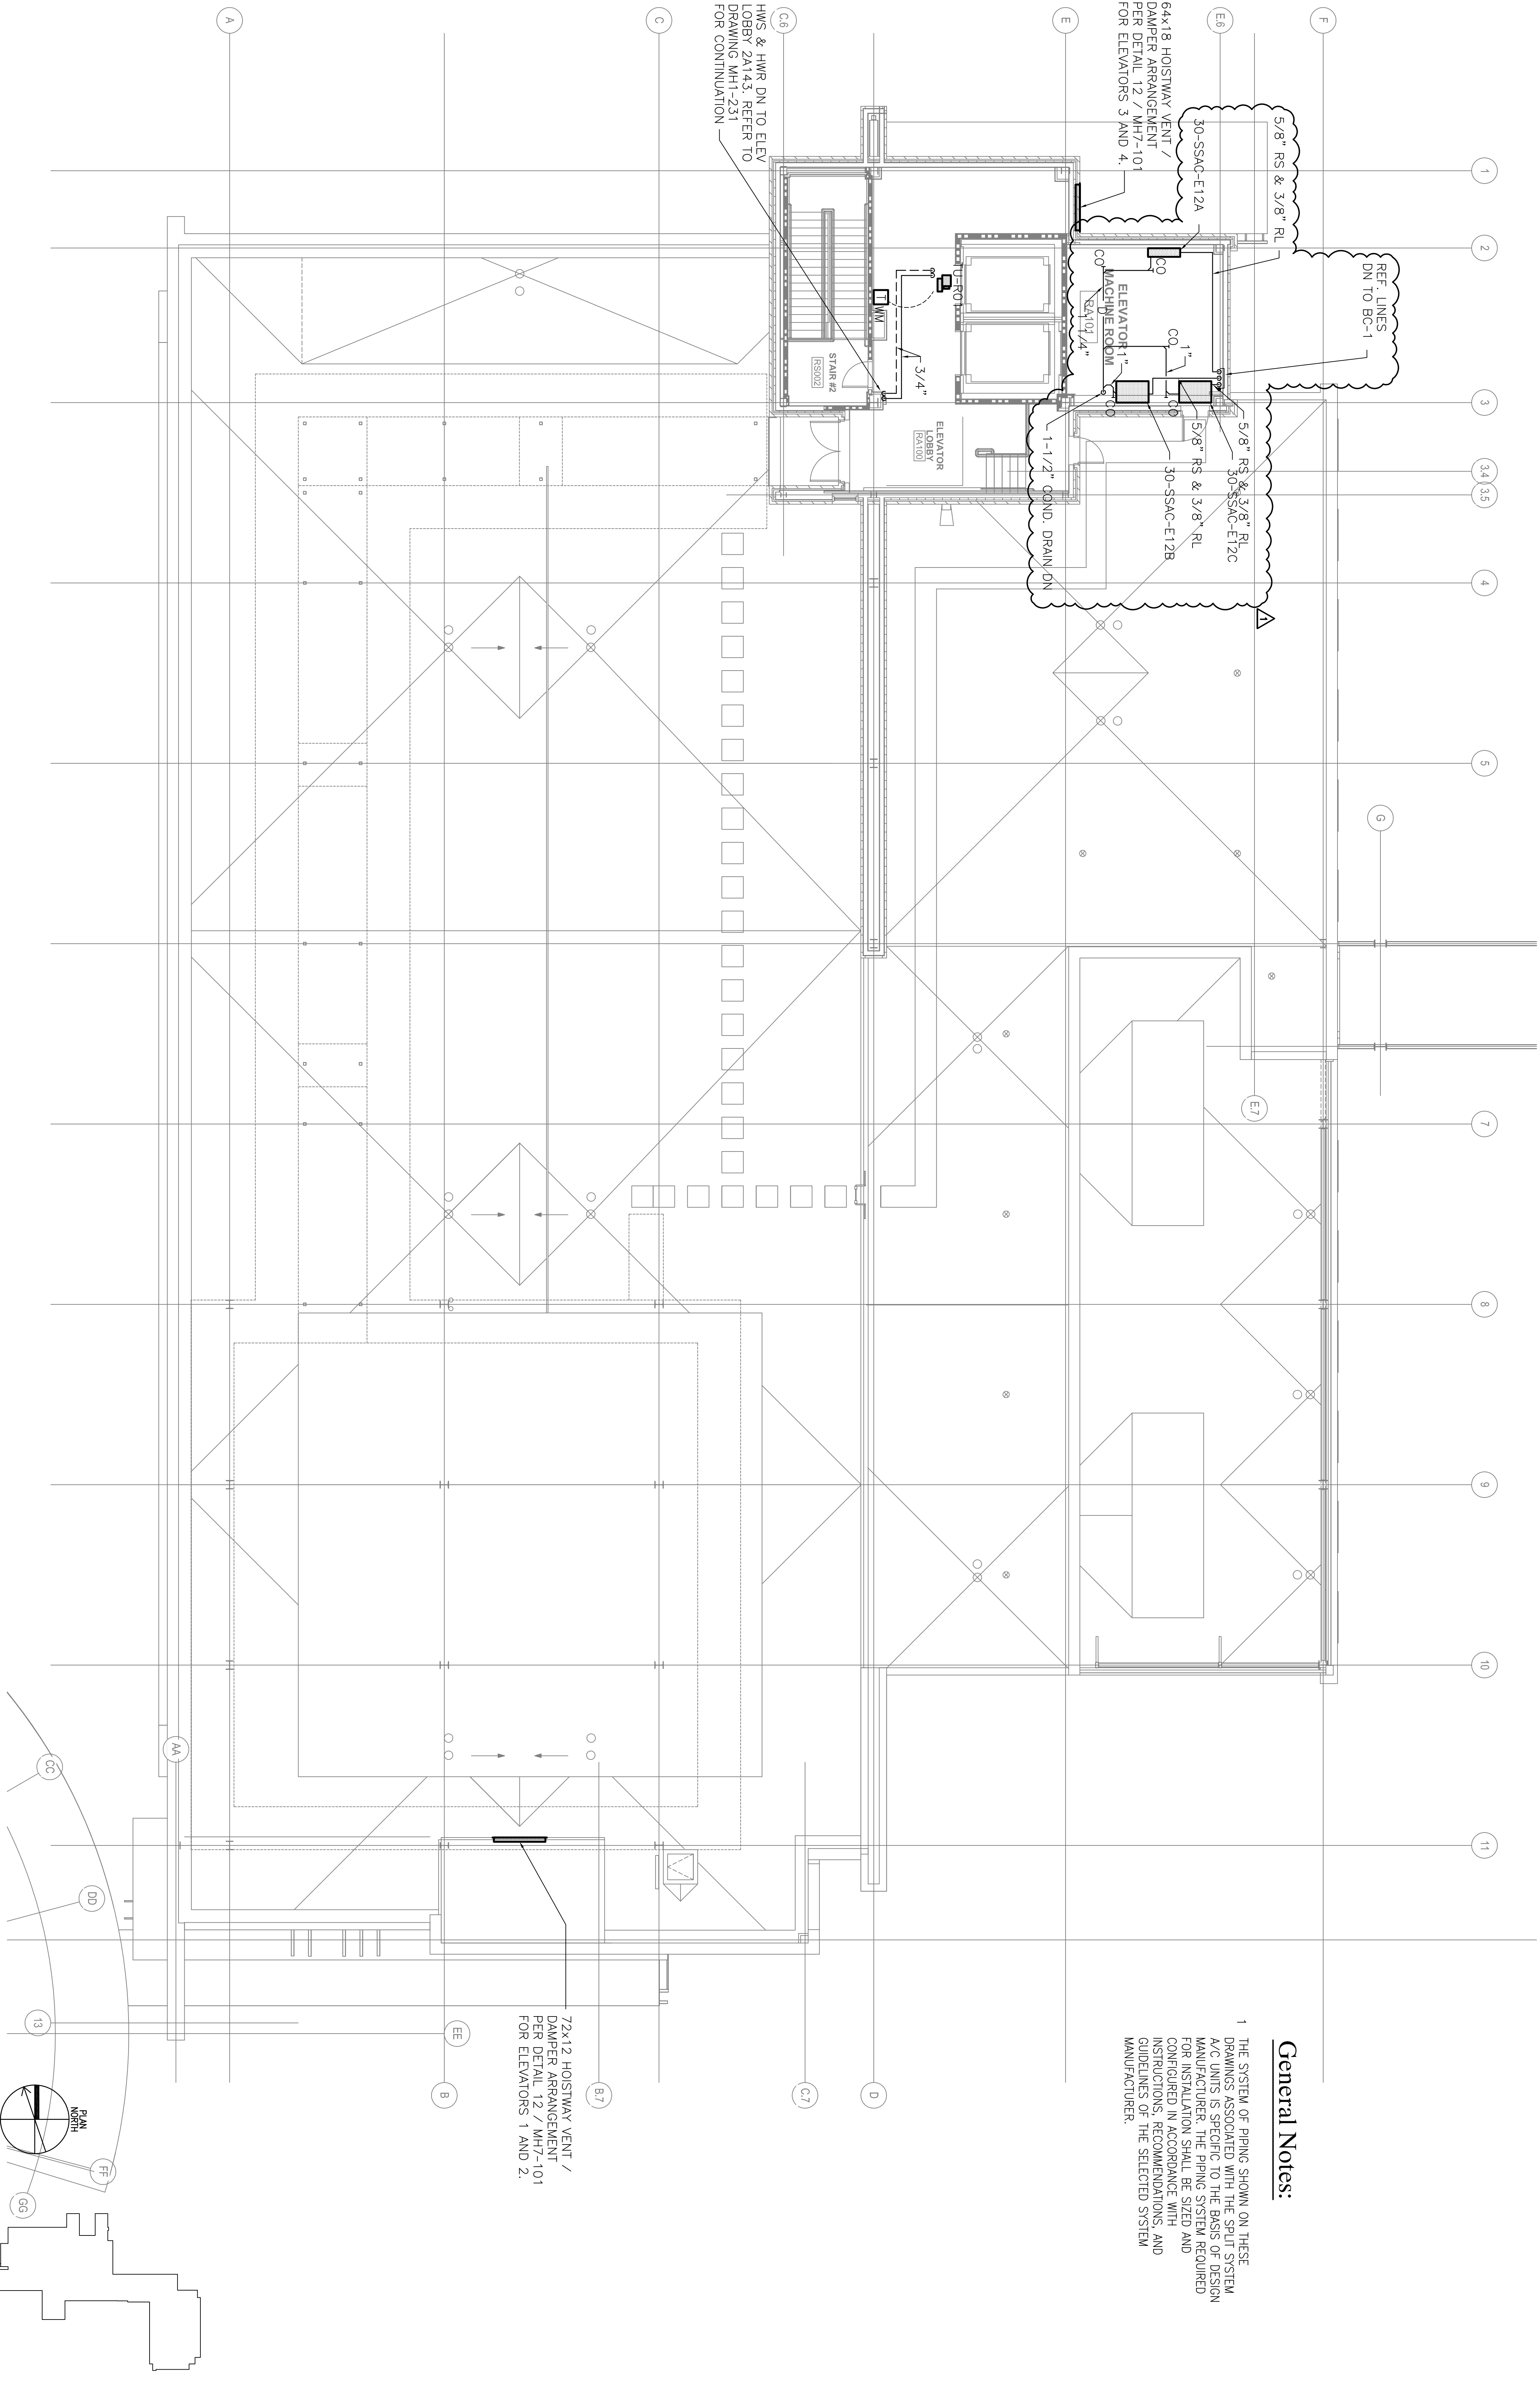 General Notes:
1
THE SYSTEM OF PIPING SHOWN ON THESE
DRAWINGS ASSOCIATED WITH THE SPLIT SYSTEM
A/C UNITS IS SPECIFIC TO THE BASIS OF DESIGN
MANUFACTURER. THE PIPING SYSTEM REQUIRED
FOR INSTALLATION SHALL BE SIZED AND
CONFIGURED IN ACCORDANCE WITH
INSTRUCTIONS, RECOMMENDATIONS, AND
GUIDELINES OF THE SELECTED SYSTEM
MANUFACTURER.
1
2
3
3.4
3.5
4
5
7
8
9
10
11
13
F
E.6
E
C.6
C
A
G
E.7
D
C.7
B.7
B
EE
AA
CC
DD
FF
GG
REF. LINES
DN TO BC-1
5/8" RS & 3/8" RL
30-SSAC-E12A
64x18 HOISTWAY VENT /
DAMPER ARRANGEMENT
PER DETAIL 12 / MH7-101
FOR ELEVATORS 3 AND 4.
CO
CO
CO
CO
CO
1"
1"
D
1 1/4"
ELEVATOR
MACHINE ROOM
RA101
5/8" RS & 3/8" RL
30-SSAC-E12C
5/8" RS & 3/8" RL
30-SSAC-E12B
1-1/2" COND. DRAIN DN
1
U-R01
T
WM
3/4"
STAIR #2
RS002
ELEVATOR
LOBBY
RA100
HWS & HWR DN TO ELEV
LOBBY 2A143. REFER TO
DRAWING MH1-231
FOR CONTINUATION
72x12 HOISTWAY VENT /
DAMPER ARRANGEMENT
PER DETAIL 12 / MH7-101
FOR ELEVATORS 1 AND 2.
PLAN
NORTH